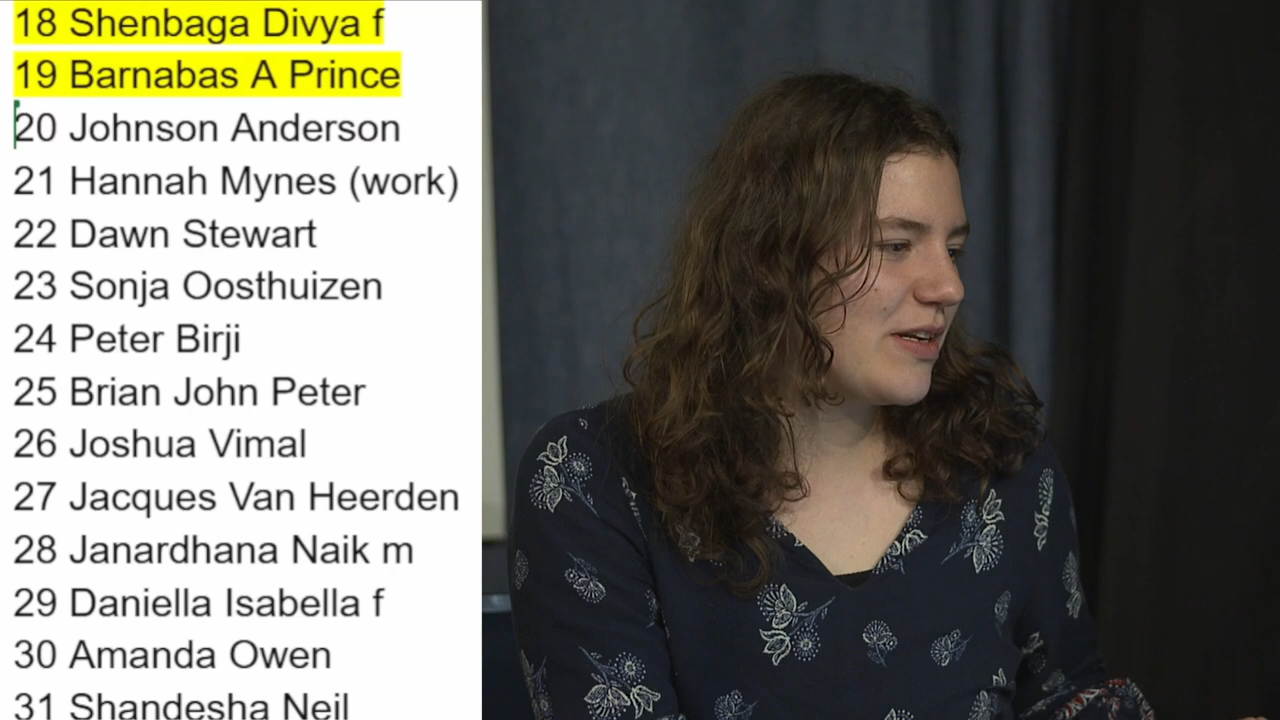 18 Shenbaga Divya f
19 Barnabas A Prince
20 Johnson Anderson
21 Hannah Mynes (work)
22 Dawn Stewart
23 Sonja Oosthuizen
24 Peter Birji
25 Brian John Peter
26 Joshua Vimal
27 Jacques Van Heerden
28 Janardhana Naik m
29 Daniella Isabella f
30 Amanda Owen
31 Shandesha Neil